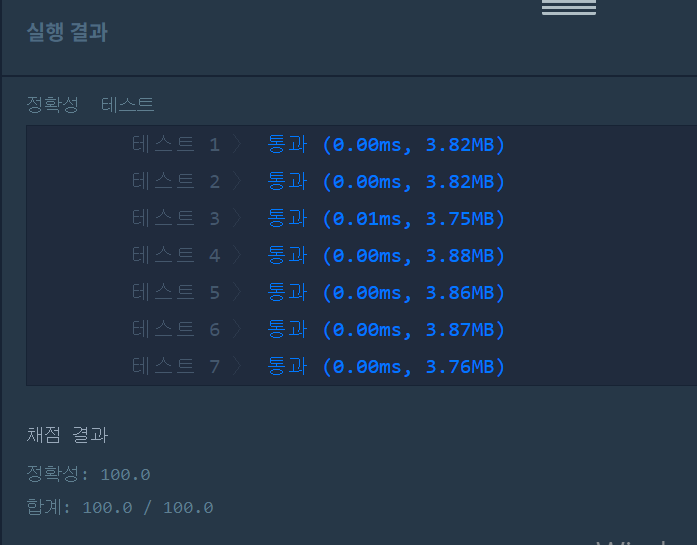 실행 결과
정확성 테스트
테스트 1 〉 통과 (0.00ms, 3.82MB)
테스트 2 〉 통과 (0.00ms, 3.82MB)
테스트 3 〉 통과 (0.01ms, 3.75MB)
테스트 4 〉 통과 (0.00ms, 3.88MB)
테스트 5 〉 통과 (0.00ms, 3.86MB)
테스트 6 〉 통과 (0.00ms, 3.87MB)
테스트 7 〉 통과 (0.00ms, 3.76MB)
채점 결과
정확성: 100.0
합계: 100.0 / 100.0